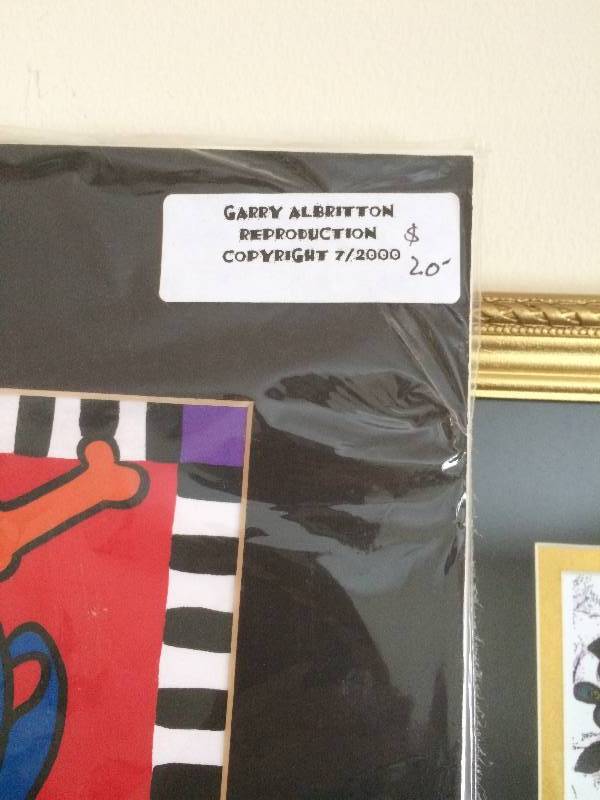 GARRY ALBRITTON
REPRODUCTION
COPYRIGHT 7/2000
$
20-